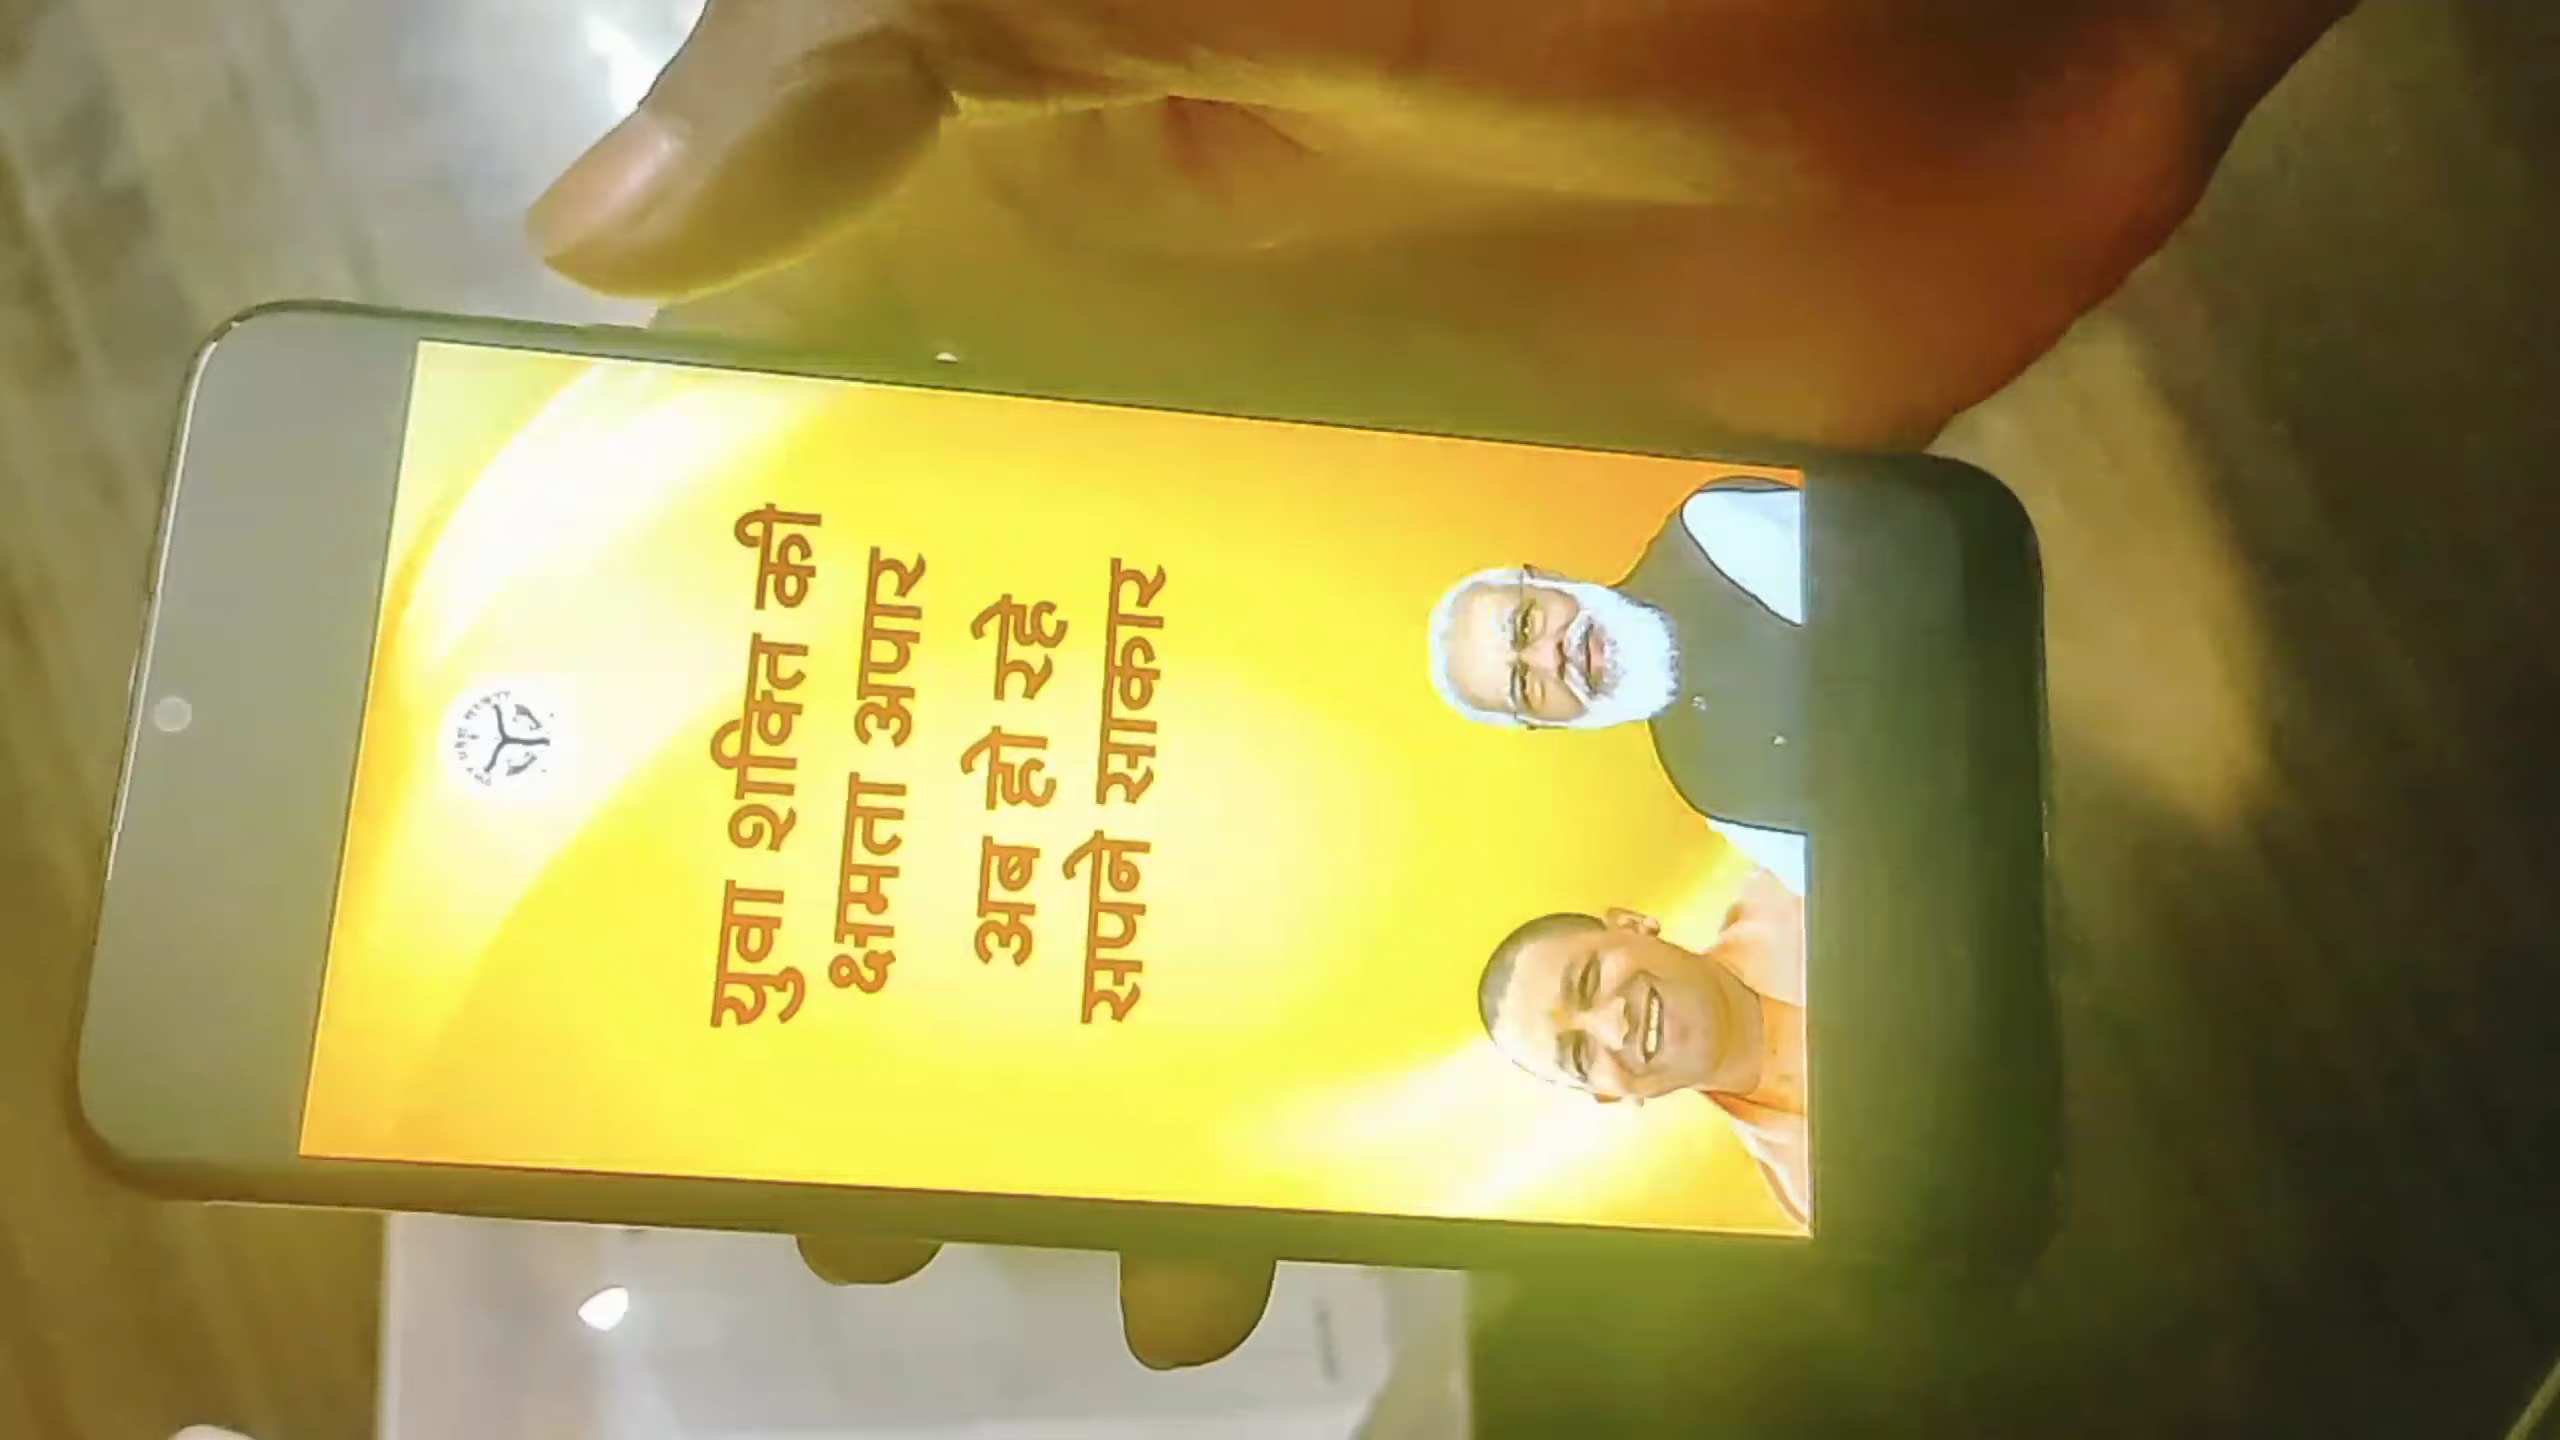 युवा शक्ति की
क्षमता अपार
अब हो रहे
सपने साकार